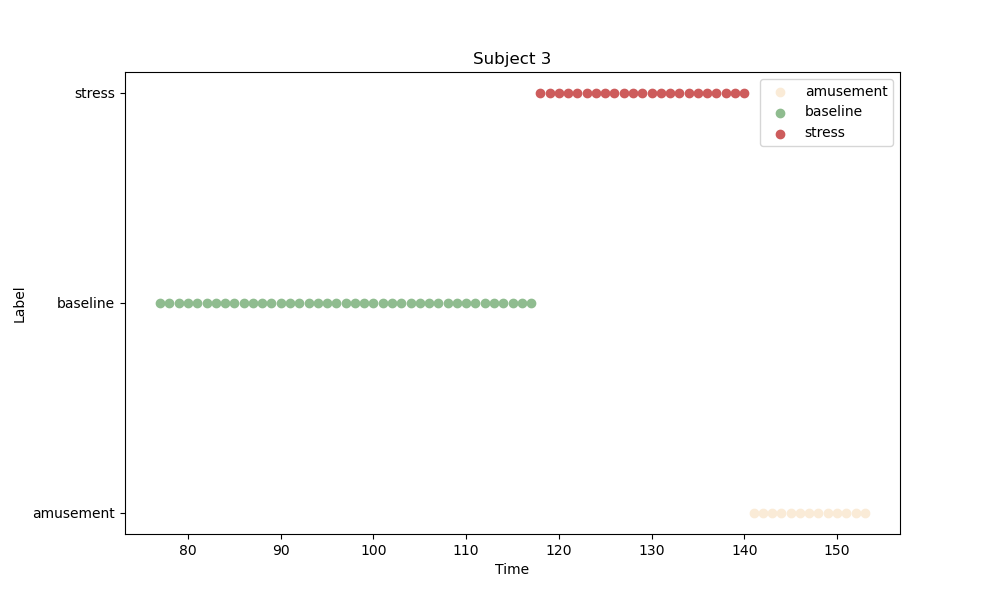 Subject 3
stress
baseline
amusement
Label
amusement
baseline
stress
80 90 100 110 120 130 140 150
Time